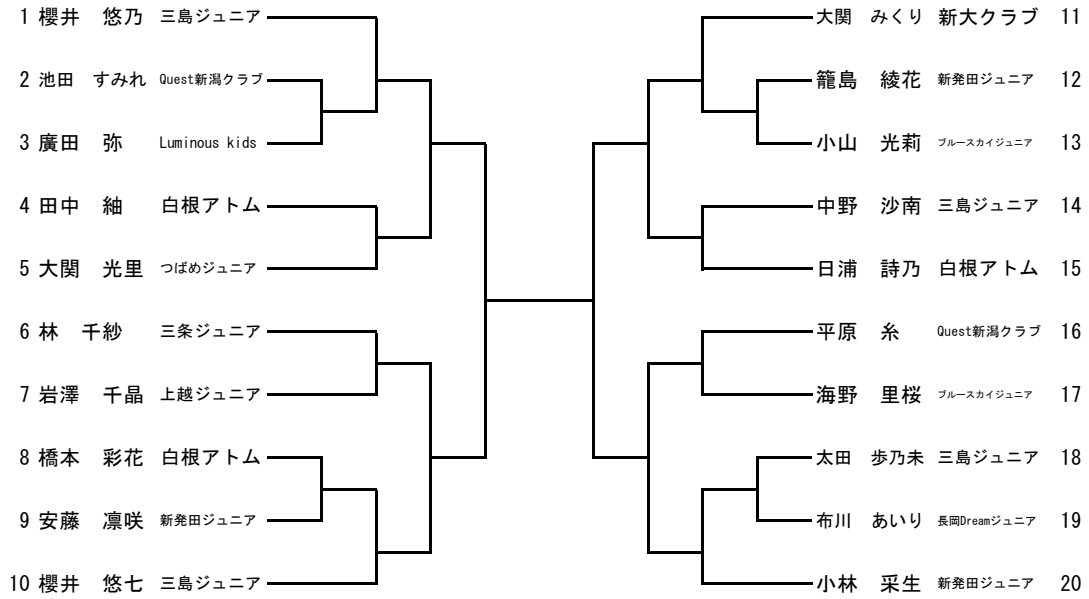 1 櫻井 悠乃 三島ジュニア
2 池田 すみれ Quest新潟クラブ
3 廣田 弥 Luminous kids
4 田中 紬 白根アトム
5 大関 光里 つばめジュニア
6 林 千紗 三条ジュニア
7 岩澤 千晶 上越ジュニア
8 橋本 彩花 白根アトム
9 安藤 凛咲 新発田ジュニア
10 櫻井 悠七 三島ジュニア
大関 みくり 新大クラブ 11
籠島 綾花 新発田ジュニア 12
小山 光莉 ブルースカイジュニア 13
中野 沙南 三島ジュニア 14
日浦 詩乃 白根アトム 15
平原 糸 Quest新潟クラブ 16
海野 里桜 ブルースカイジュニア 17
太田 歩乃未 三島ジュニア 18
布川 あいり 長岡Dreamジュニア 19
小林 采生 新発田ジュニア 20